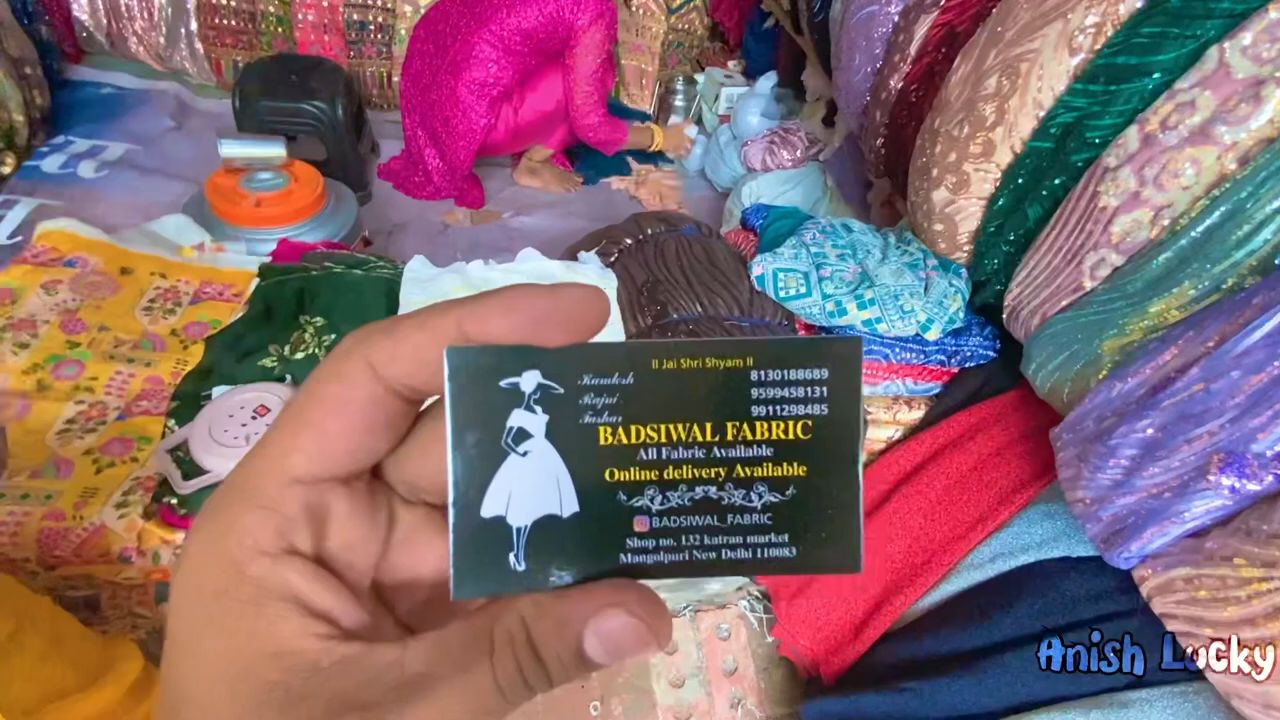 II Jai Shri Shyam II
Kamlesh
Rajni
Tushar
8130188689
9599458131
9911298485
BADSIWAL FABRIC
All Fabric Available
Online delivery Available
BADSIWAL_FABRIC
Shop no. 132 katran market
Mangolpuri New Delhi 110083
Anish Lucky